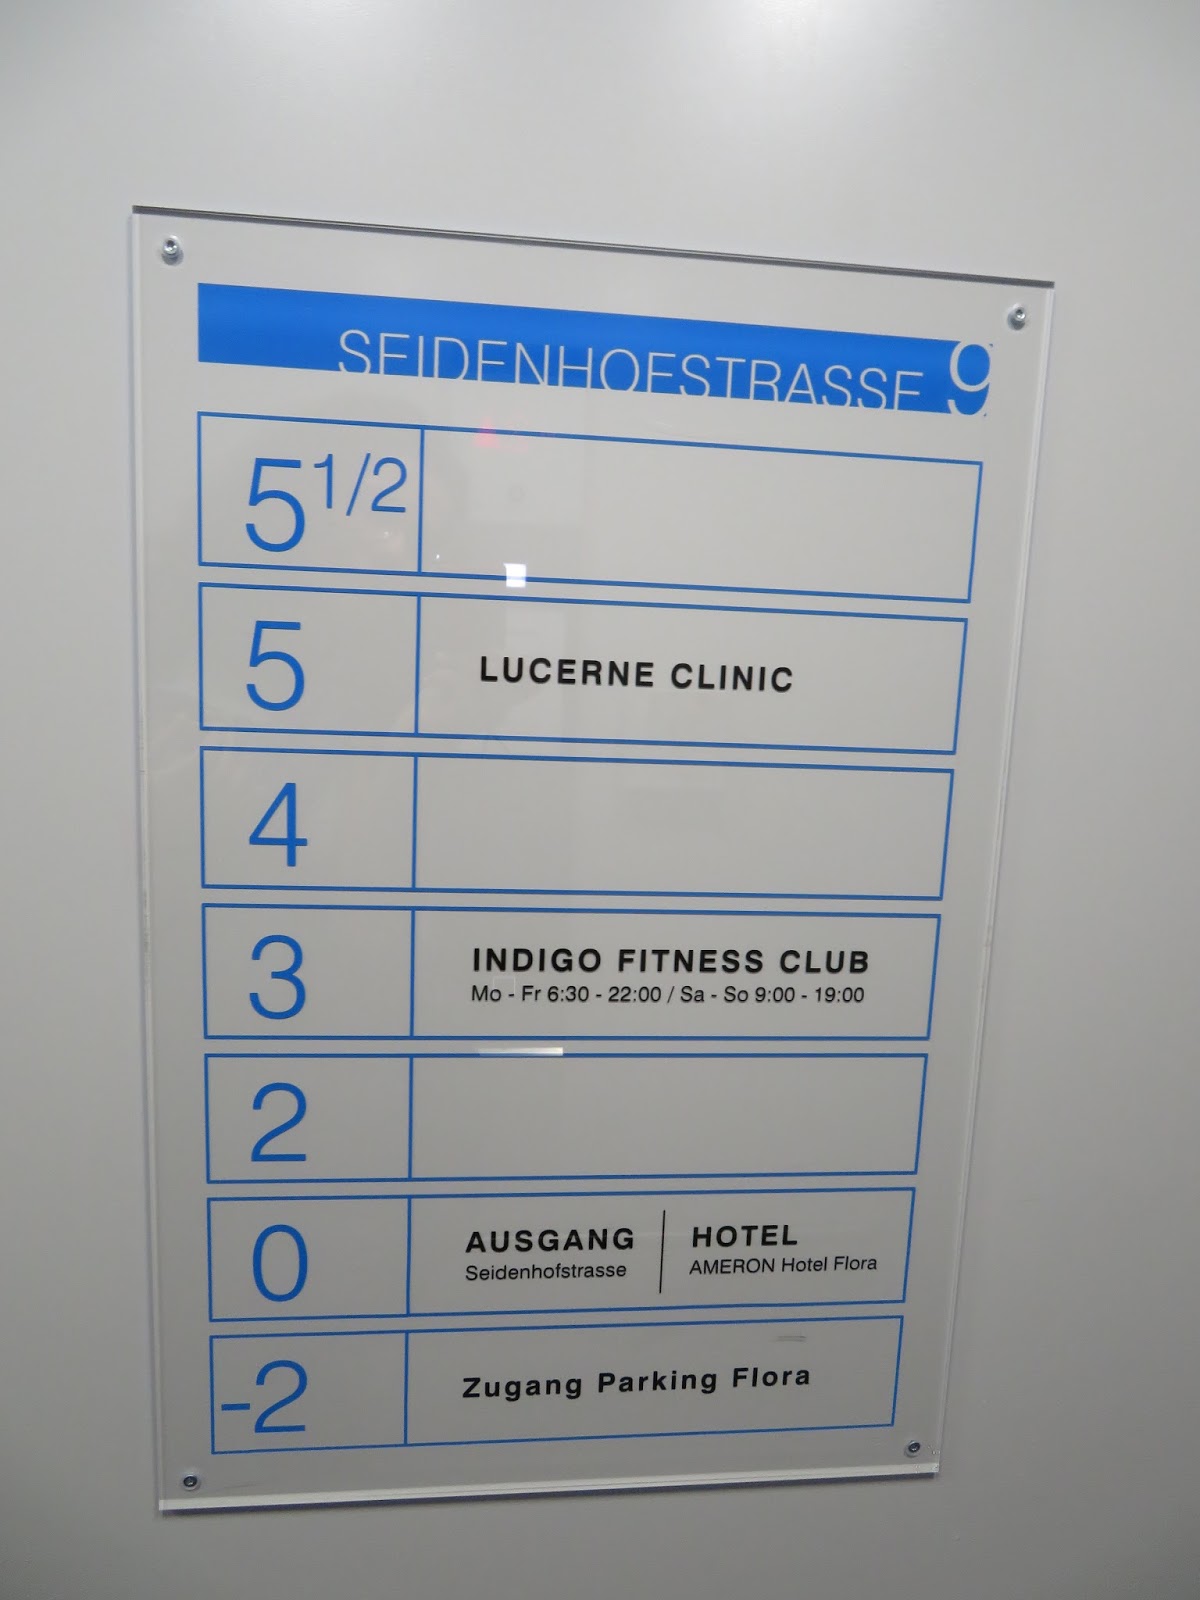 SEIDENHOFSTRASSE 9
5 1/2
5
LUCERNE CLINIC
4
3
INDIGO FITNESS CLUB
Mo - Fr 6:30 - 22:00 / Sa - So 9:00 - 19:00
2
0
AUSGANG
Seidenhofstrasse
HOTEL
AMERON Hotel Flora
-2
Zugang Parking Flora